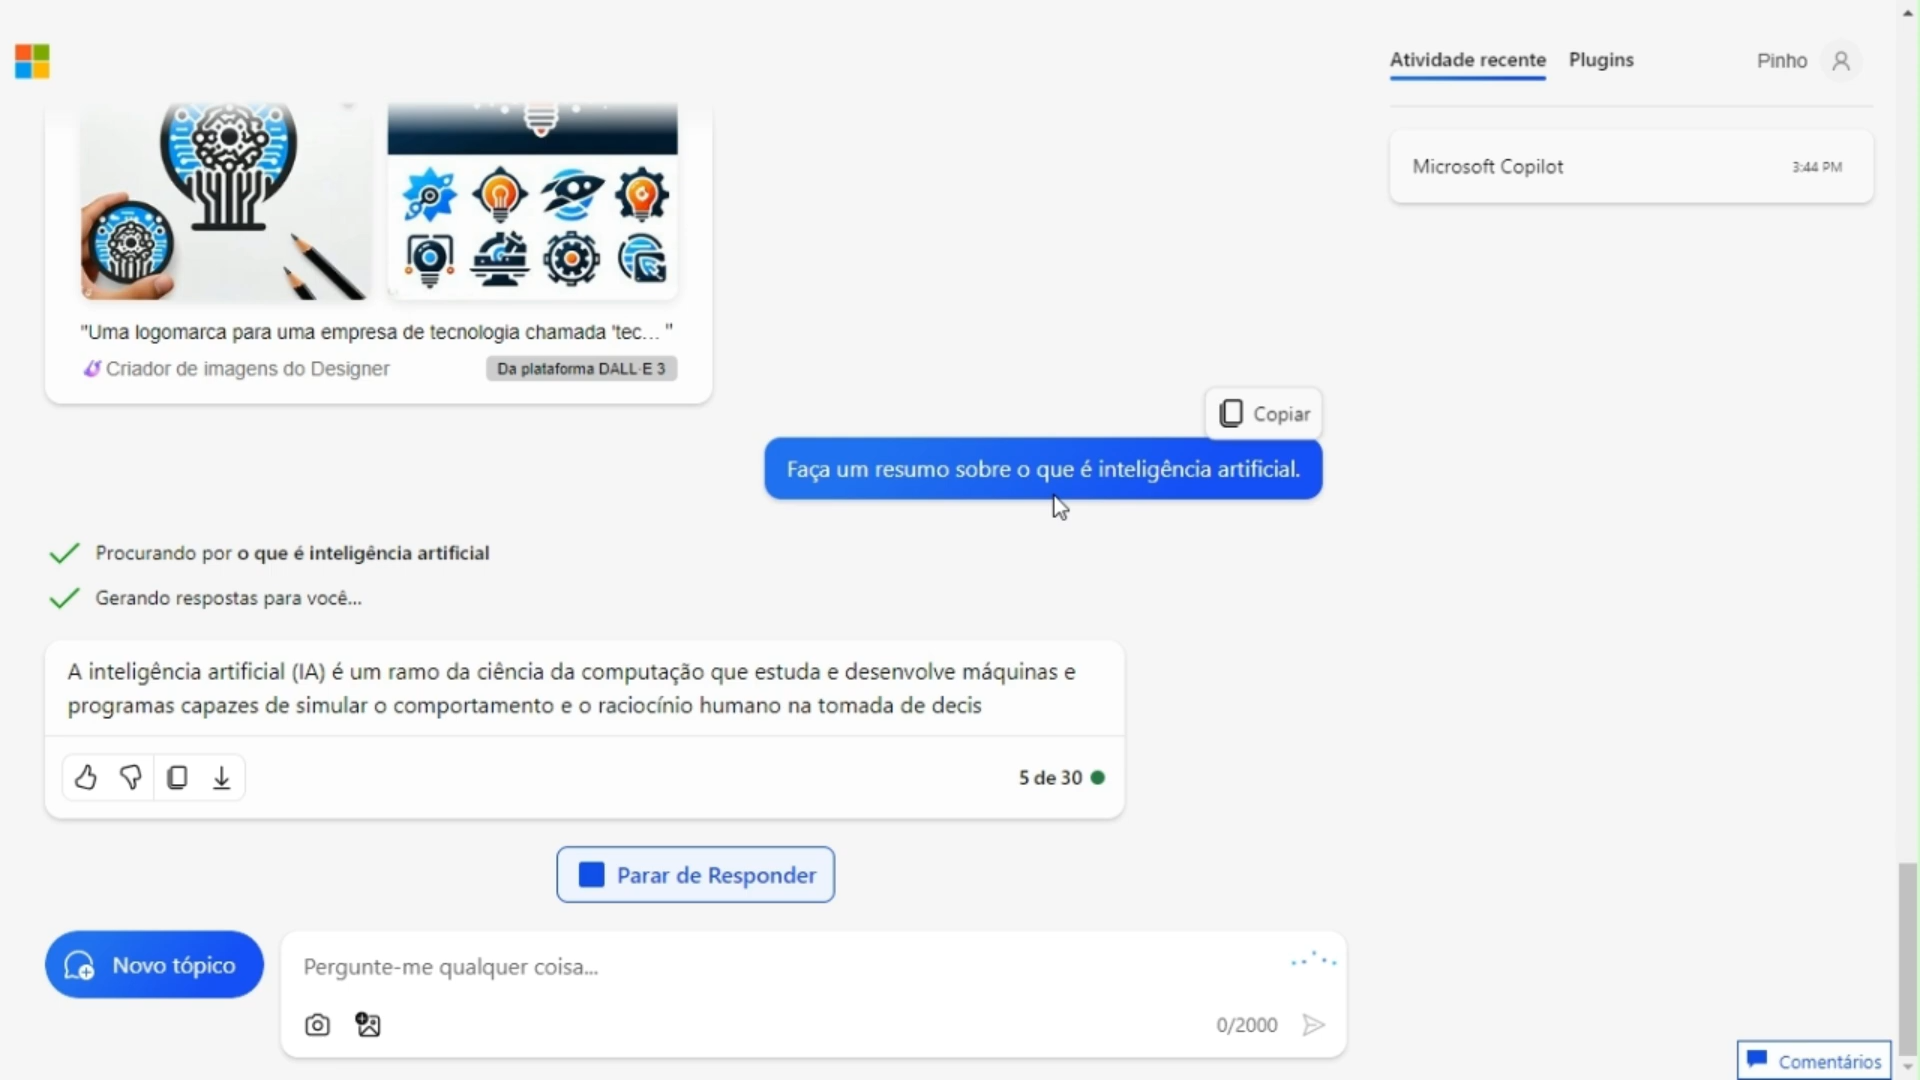 Atividade recente
Plugins
Pinho
Microsoft Copilot
3:44 PM
"Uma logomarca para uma empresa de tecnologia chamada 'tec... "
Criador de imagens do Designer
Da plataforma DALL·E 3
Copiar
Faça um resumo sobre o que é inteligência artificial.
Procurando por o que é inteligência artificial
Gerando respostas para você...
A inteligência artificial (IA) é um ramo da ciência da computação que estuda e desenvolve máquinas e
programas capazes de simular o comportamento e o raciocínio humano na tomada de decis
5 de 30
Parar de Responder
Novo tópico
Pergunte-me qualquer coisa...
0/2000
Comentários